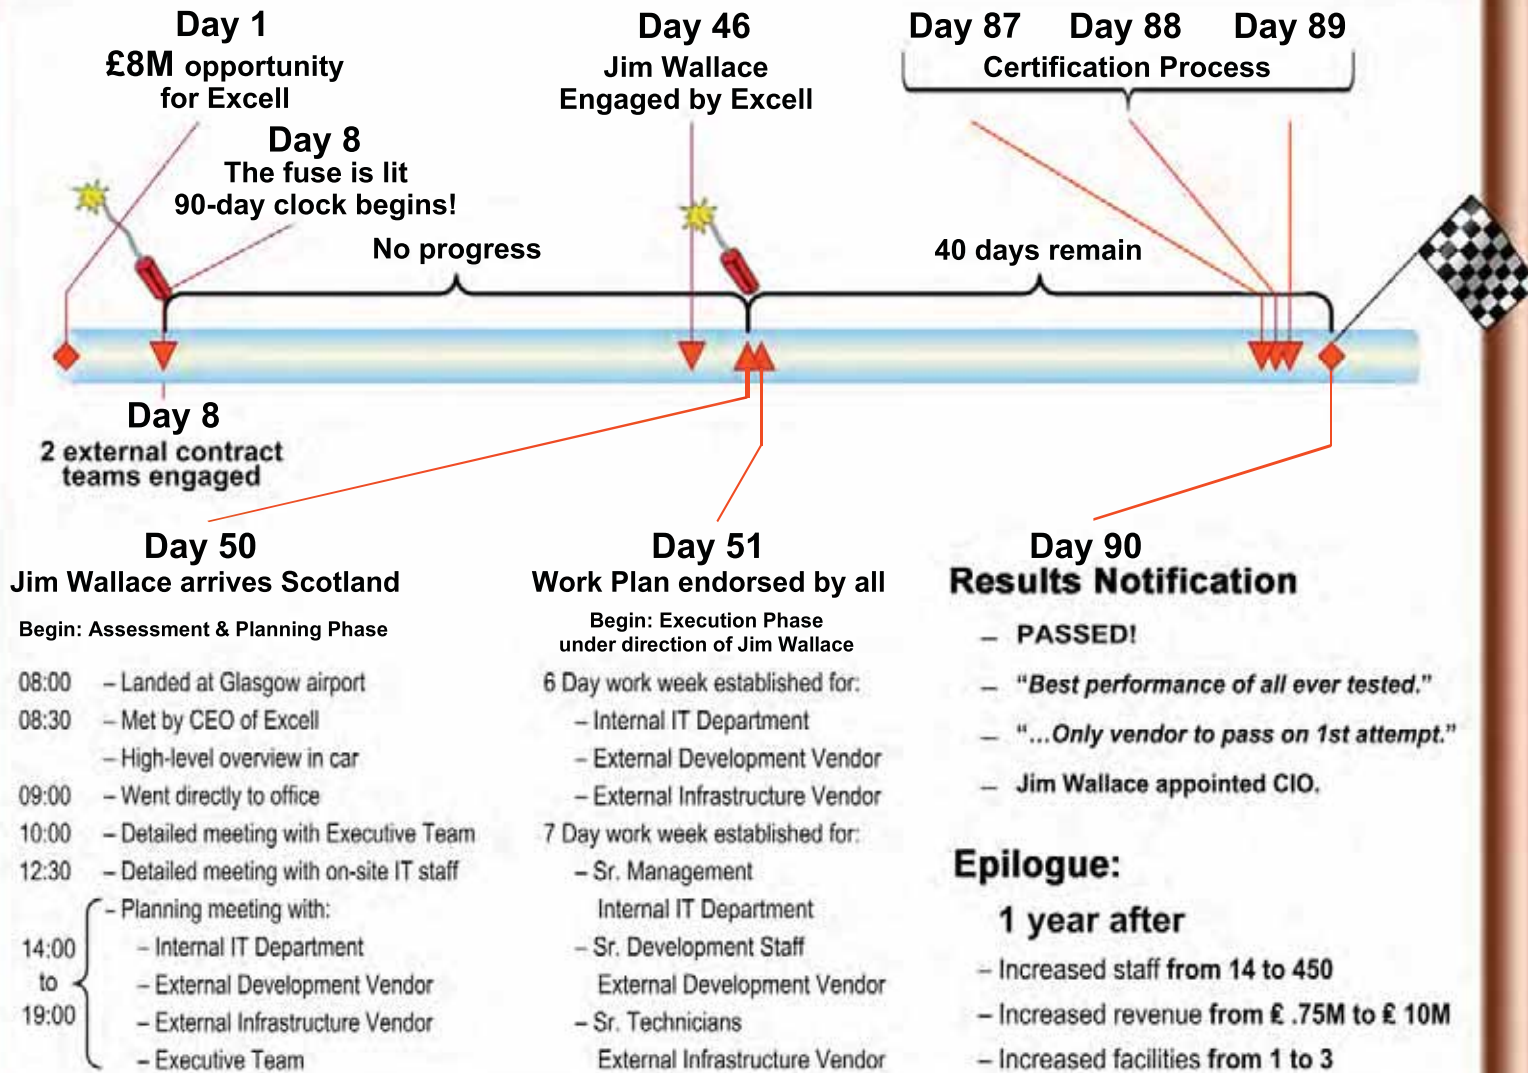 Day 1
£8M opportunity
for Excell
Day 8
The fuse is lit
90-day clock begins!
No progress
Day 46
Jim Wallace
Engaged by Excell
Day 87 Day 88 Day 89
Certification Process
40 days remain
Day 8
2 external contract
teams engaged
Day 50
Jim Wallace arrives Scotland
Begin: Assessment & Planning Phase
08:00 – Landed at Glasgow airport
08:30 – Met by CEO of Excell
– High-level overview in car
09:00 – Went directly to office
10:00 – Detailed meeting with Executive Team
12:30 – Detailed meeting with on-site IT staff
– Planning meeting with:
14:00 – Internal IT Department
to – External Development Vendor
19:00 – External Infrastructure Vendor
– Executive Team
Day 51
Work Plan endorsed by all
Begin: Execution Phase
under direction of Jim Wallace
6 Day work week established for:
– Internal IT Department
– External Development Vendor
– External Infrastructure Vendor
7 Day work week established for:
– Sr. Management
Internal IT Department
– Sr. Development Staff
External Development Vendor
– Sr. Technicians
External Infrastructure Vendor
Day 90
Results Notification
– PASSED!
– “Best performance of all ever tested.”
– “...Only vendor to pass on 1st attempt.”
– Jim Wallace appointed CIO.
Epilogue:
1 year after
– Increased staff from 14 to 450
– Increased revenue from £ .75M to £ 10M
– Increased facilities from 1 to 3